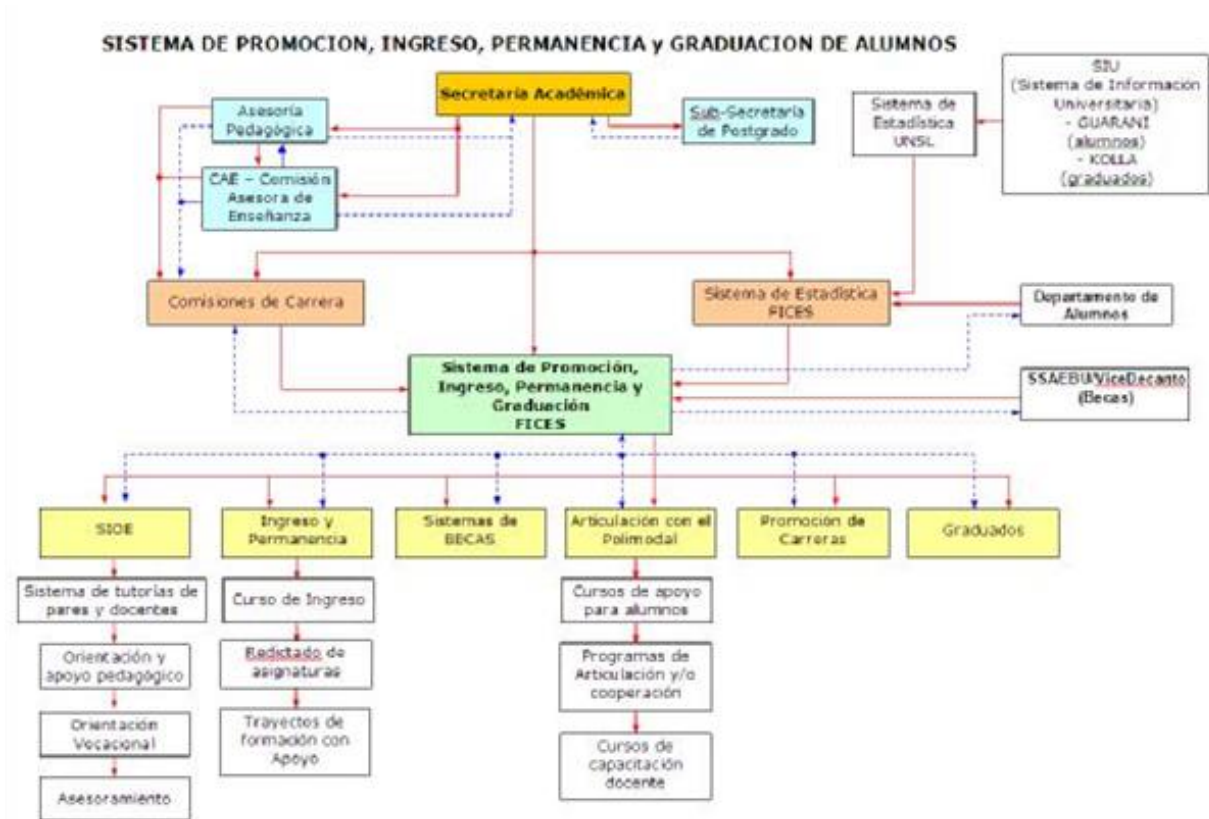 SISTEMA DE PROMOCION, INGRESO, PERMANENCIA y GRADUACION DE ALUMNOS
Secretaría Académica
Asesoría
Pedagógica
Sub-Secretaría
de Postgrado
Sistema de
Estadística
UNSL
SIU
(Sistema de Información
Universitaria)
- GUARANI
(alumnos)
- KOLLA
(graduados)
CAE – Comisión
Asesora de
Enseñanza
Comisiones de Carrera
Sistema de Estadística
FICES
Departamento de
Alumnos
Sistema de Promoción,
Ingreso, Permanencia y
Graduación
FICES
SSAEBU/ViceDecanto
(Becas)
SIOE
Ingreso y
Permanencia
Sistemas de
BECAS
Articulación con el
Polimodal
Promoción de
Carreras
Graduados
Sistema de tutorías de
pares y docentes
Curso de Ingreso
Cursos de apoyo
para alumnos
Orientación y
apoyo pedagógico
Redictado de
asignaturas
Programas de
Articulación y/o
cooperación
Orientación
Vocacional
Trayectos de
formación con
Apoyo
Cursos de
capacitación
docente
Asesoramiento